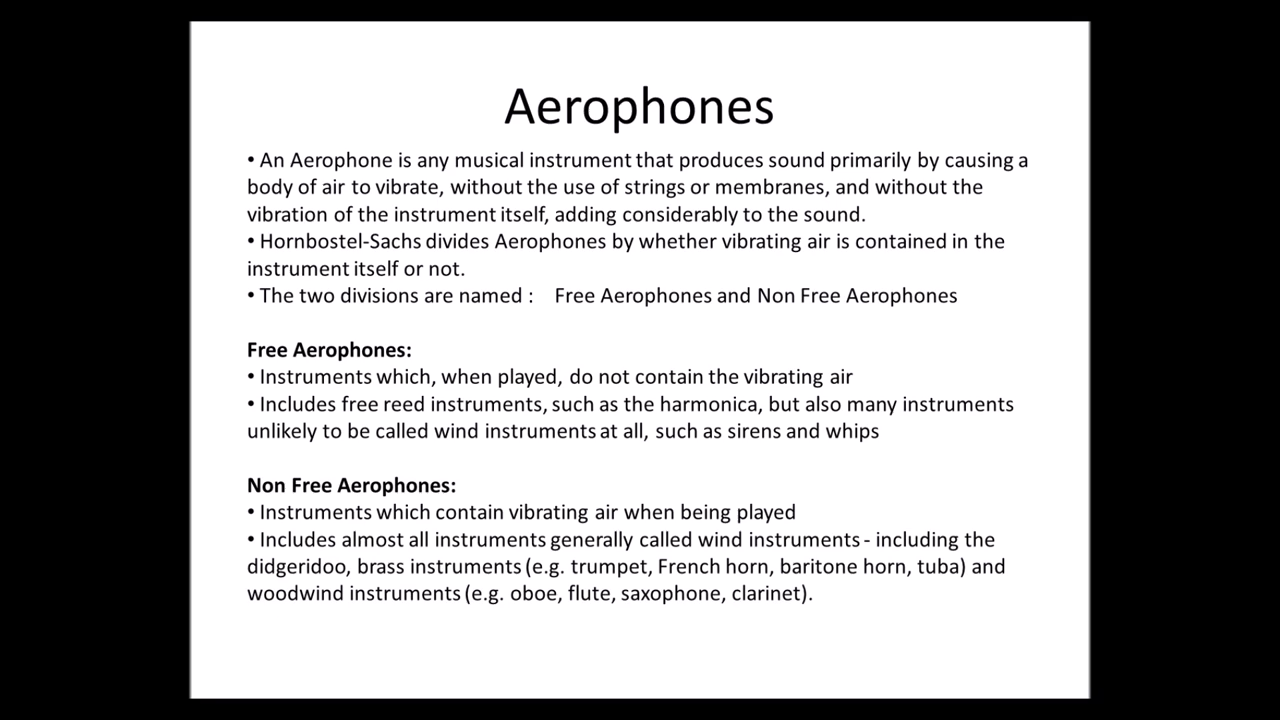 Aerophones
• An Aerophone is any musical instrument that produces sound primarily by causing a
body of air to vibrate, without the use of strings or membranes, and without the
vibration of the instrument itself, adding considerably to the sound.
• Hornbostel-Sachs divides Aerophones by whether vibrating air is contained in the
instrument itself or not.
• The two divisions are named :    Free Aerophones and Non Free Aerophones
Free Aerophones:
• Instruments which, when played, do not contain the vibrating air
• Includes free reed instruments, such as the harmonica, but also many instruments
unlikely to be called wind instruments at all, such as sirens and whips
Non Free Aerophones:
• Instruments which contain vibrating air when being played
• Includes almost all instruments generally called wind instruments - including the
didgeridoo, brass instruments (e.g. trumpet, French horn, baritone horn, tuba) and
woodwind instruments (e.g. oboe, flute, saxophone, clarinet).